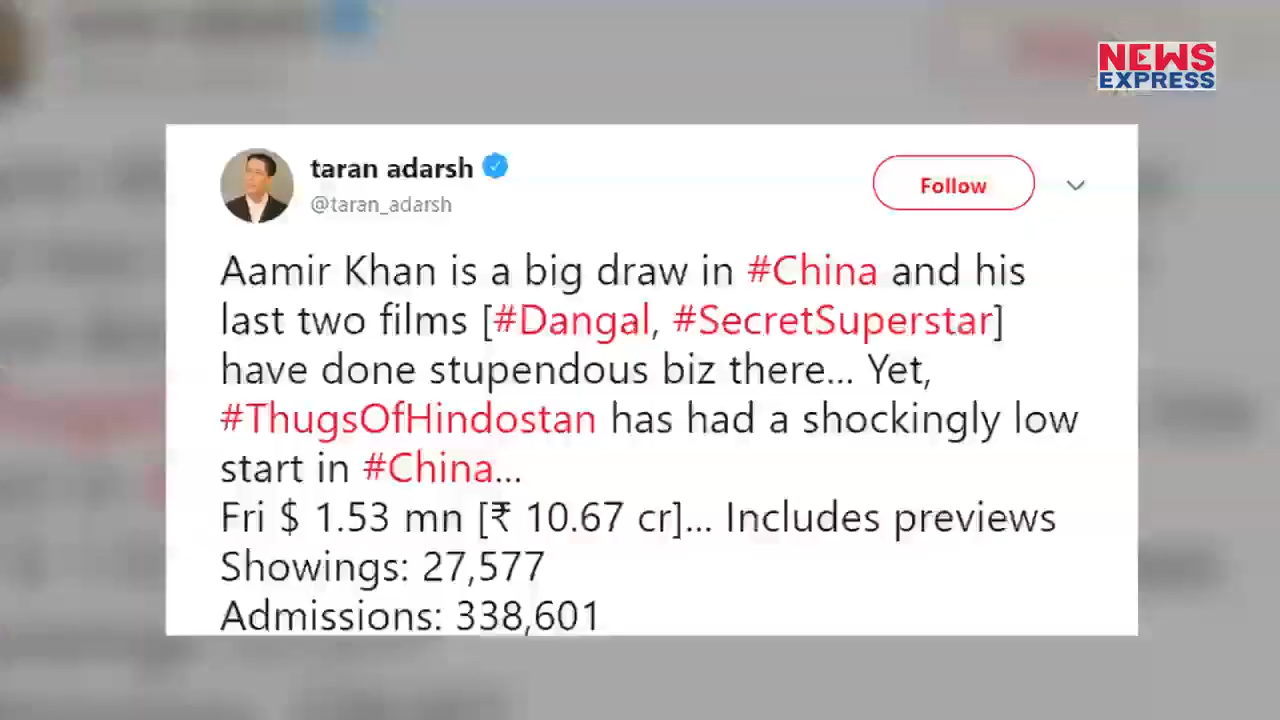 NEWS
EXPRESS
taran adarsh
@taran_adarsh
Follow
Aamir Khan is a big draw in #China and his
last two films [#Dangal, #SecretSuperstar]
have done stupendous biz there... Yet,
#ThugsOfHindostan has had a shockingly low
start in #China...
Fri $ 1.53 mn [₹ 10.67 cr]... Includes previews
Showings: 27,577
Admissions: 338,601